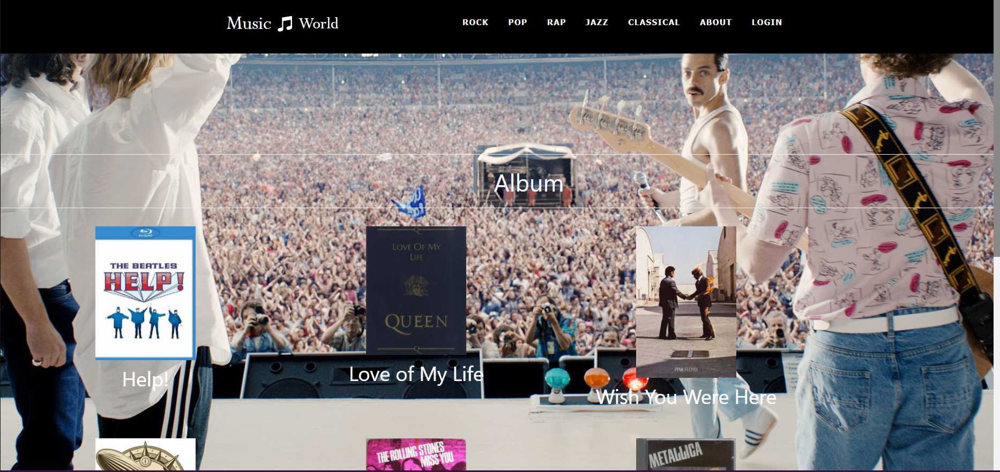 Music World
ROCK POP RAP JAZZ CLASSICAL ABOUT LOGIN
Album
THE BEATLES
HELP!
Help!
LOVE OF MY
LIFE
QUEEN
Love of My Life
PINK FLOYD
Wish You Were Here
THE ROLLING STONES
MISS YOU
METALLICA